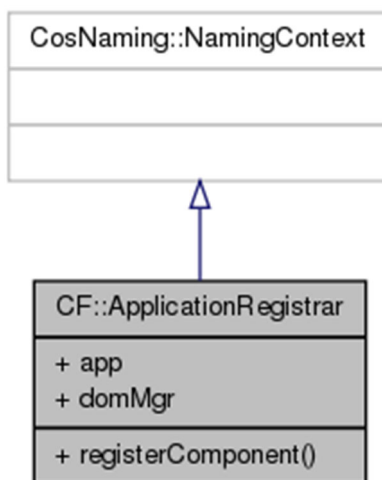 CosNaming::NamingContext
CF::ApplicationRegistrar
+ app
+ domMgr
+ registerComponent()